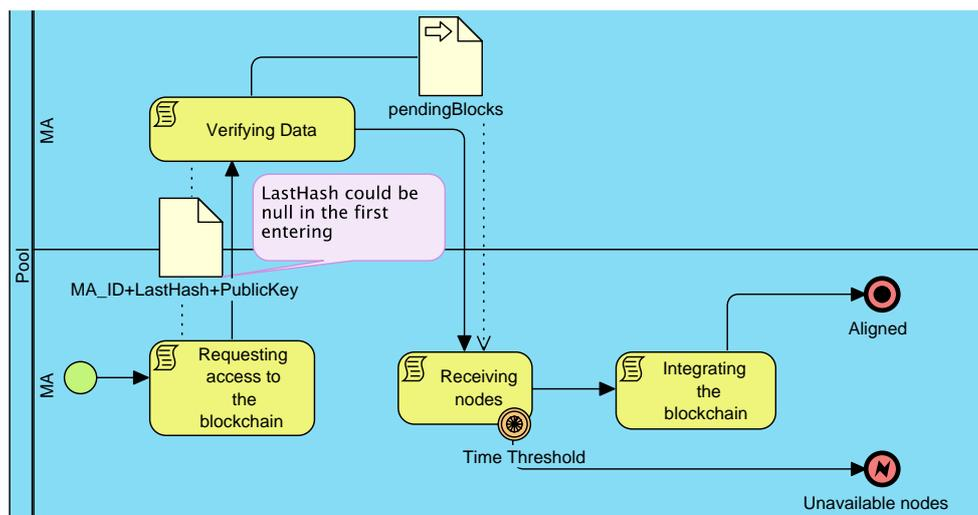 Pool
MA
pendingBlocks
Verifying Data
LastHash could be
null in the first
entering
MA_ID+LastHash+PublicKey
MA
Requesting
access to
the
blockchain
Receiving
nodes
Time Threshold
Integrating
the
blockchain
Aligned
Unavailable nodes